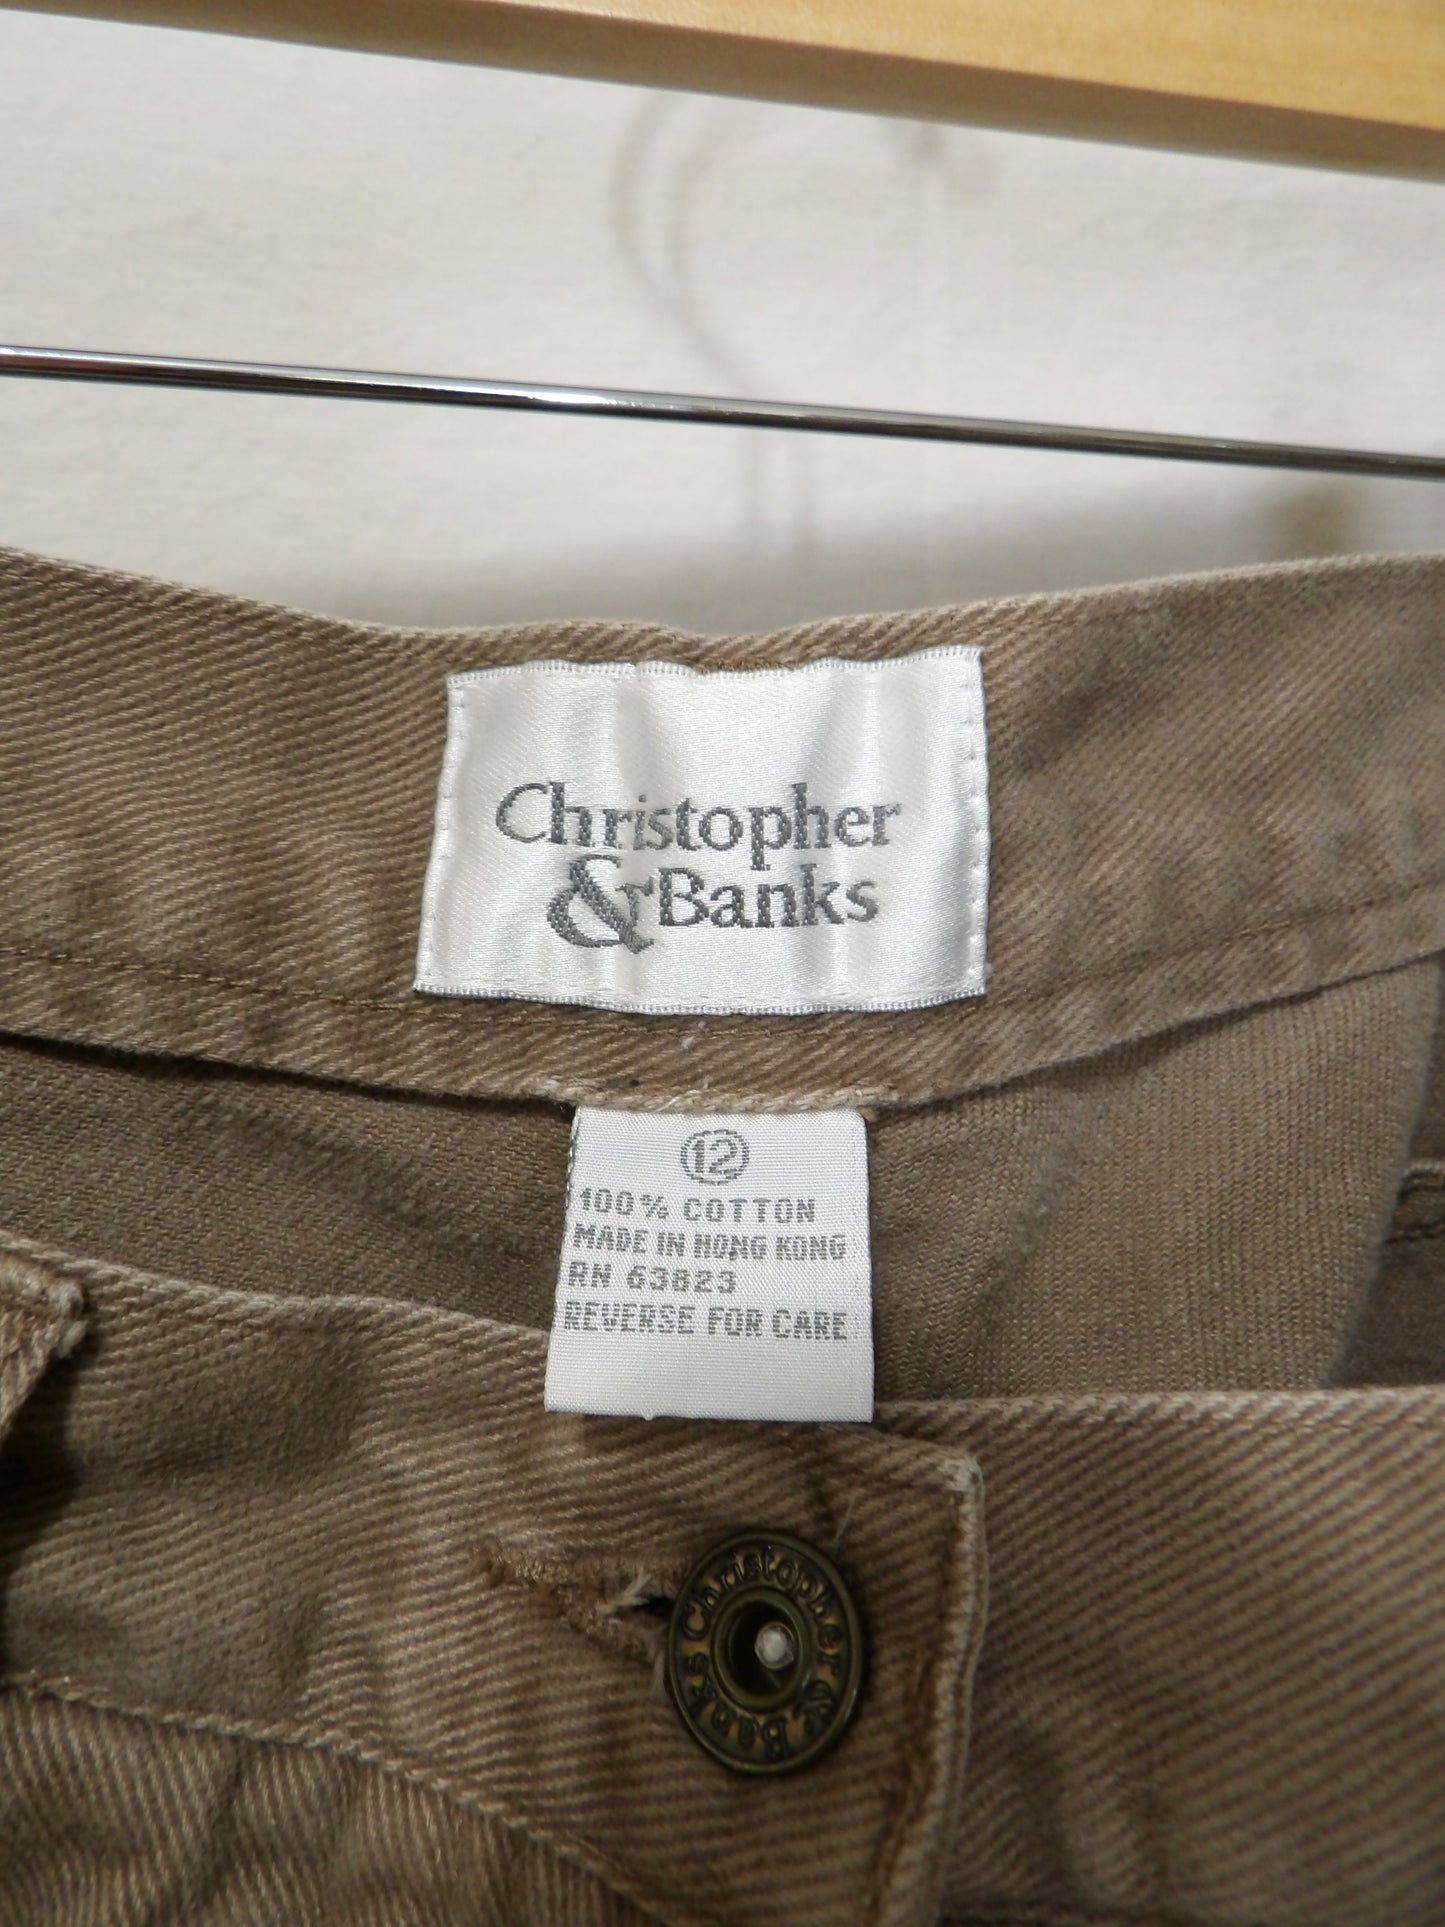 Christopher
& Banks
12
100% COTTON
MADE IN HONG KONG
RN 63823
REVERSE FOR CARE
Christopher & Banks